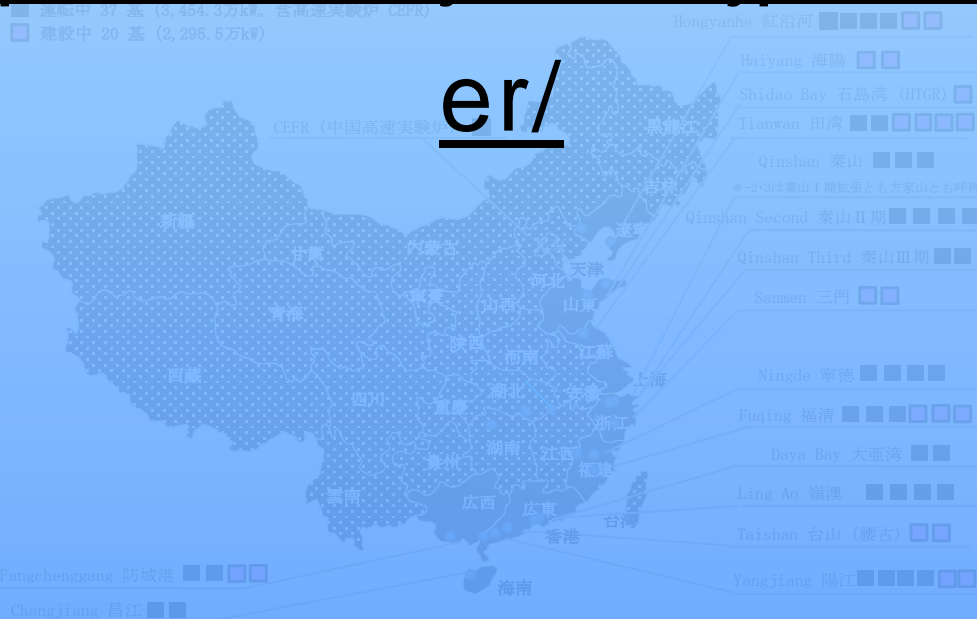 運転中 37 基 (3,454.3万kW。含高速実験炉 CEFR)
建設中 20 基 (2,295.5万kW)
er/
CEFR (中国高速実験炉)
Hongyanhe 紅沿河
Haiyang 海陽
Shidao Bay 石島湾 (HTGR)
Tianwan 田湾
Qinshan 秦山
Qinshan Second 秦山Ⅱ期
Qinshan Third 秦山Ⅲ期
Sanmen 三門
Ningde 寧徳
Fuqing 福清
Daya Bay 大亜湾
Ling Ao 嶺澳
Taishan 台山 (腰古)
Yangjiang 陽江
黒龍江
吉林
遼寧
新疆
甘粛
内蒙古
天津
河北
山西
山東
青海
陝西
河南
江蘇
西蔵
四川
重慶
湖北
安徽
上海
浙江
貴州
湖南
江西
福建
雲南
広西
広東
台湾
香港
海南
Fangchenggang 防城港
Changjiang 昌江